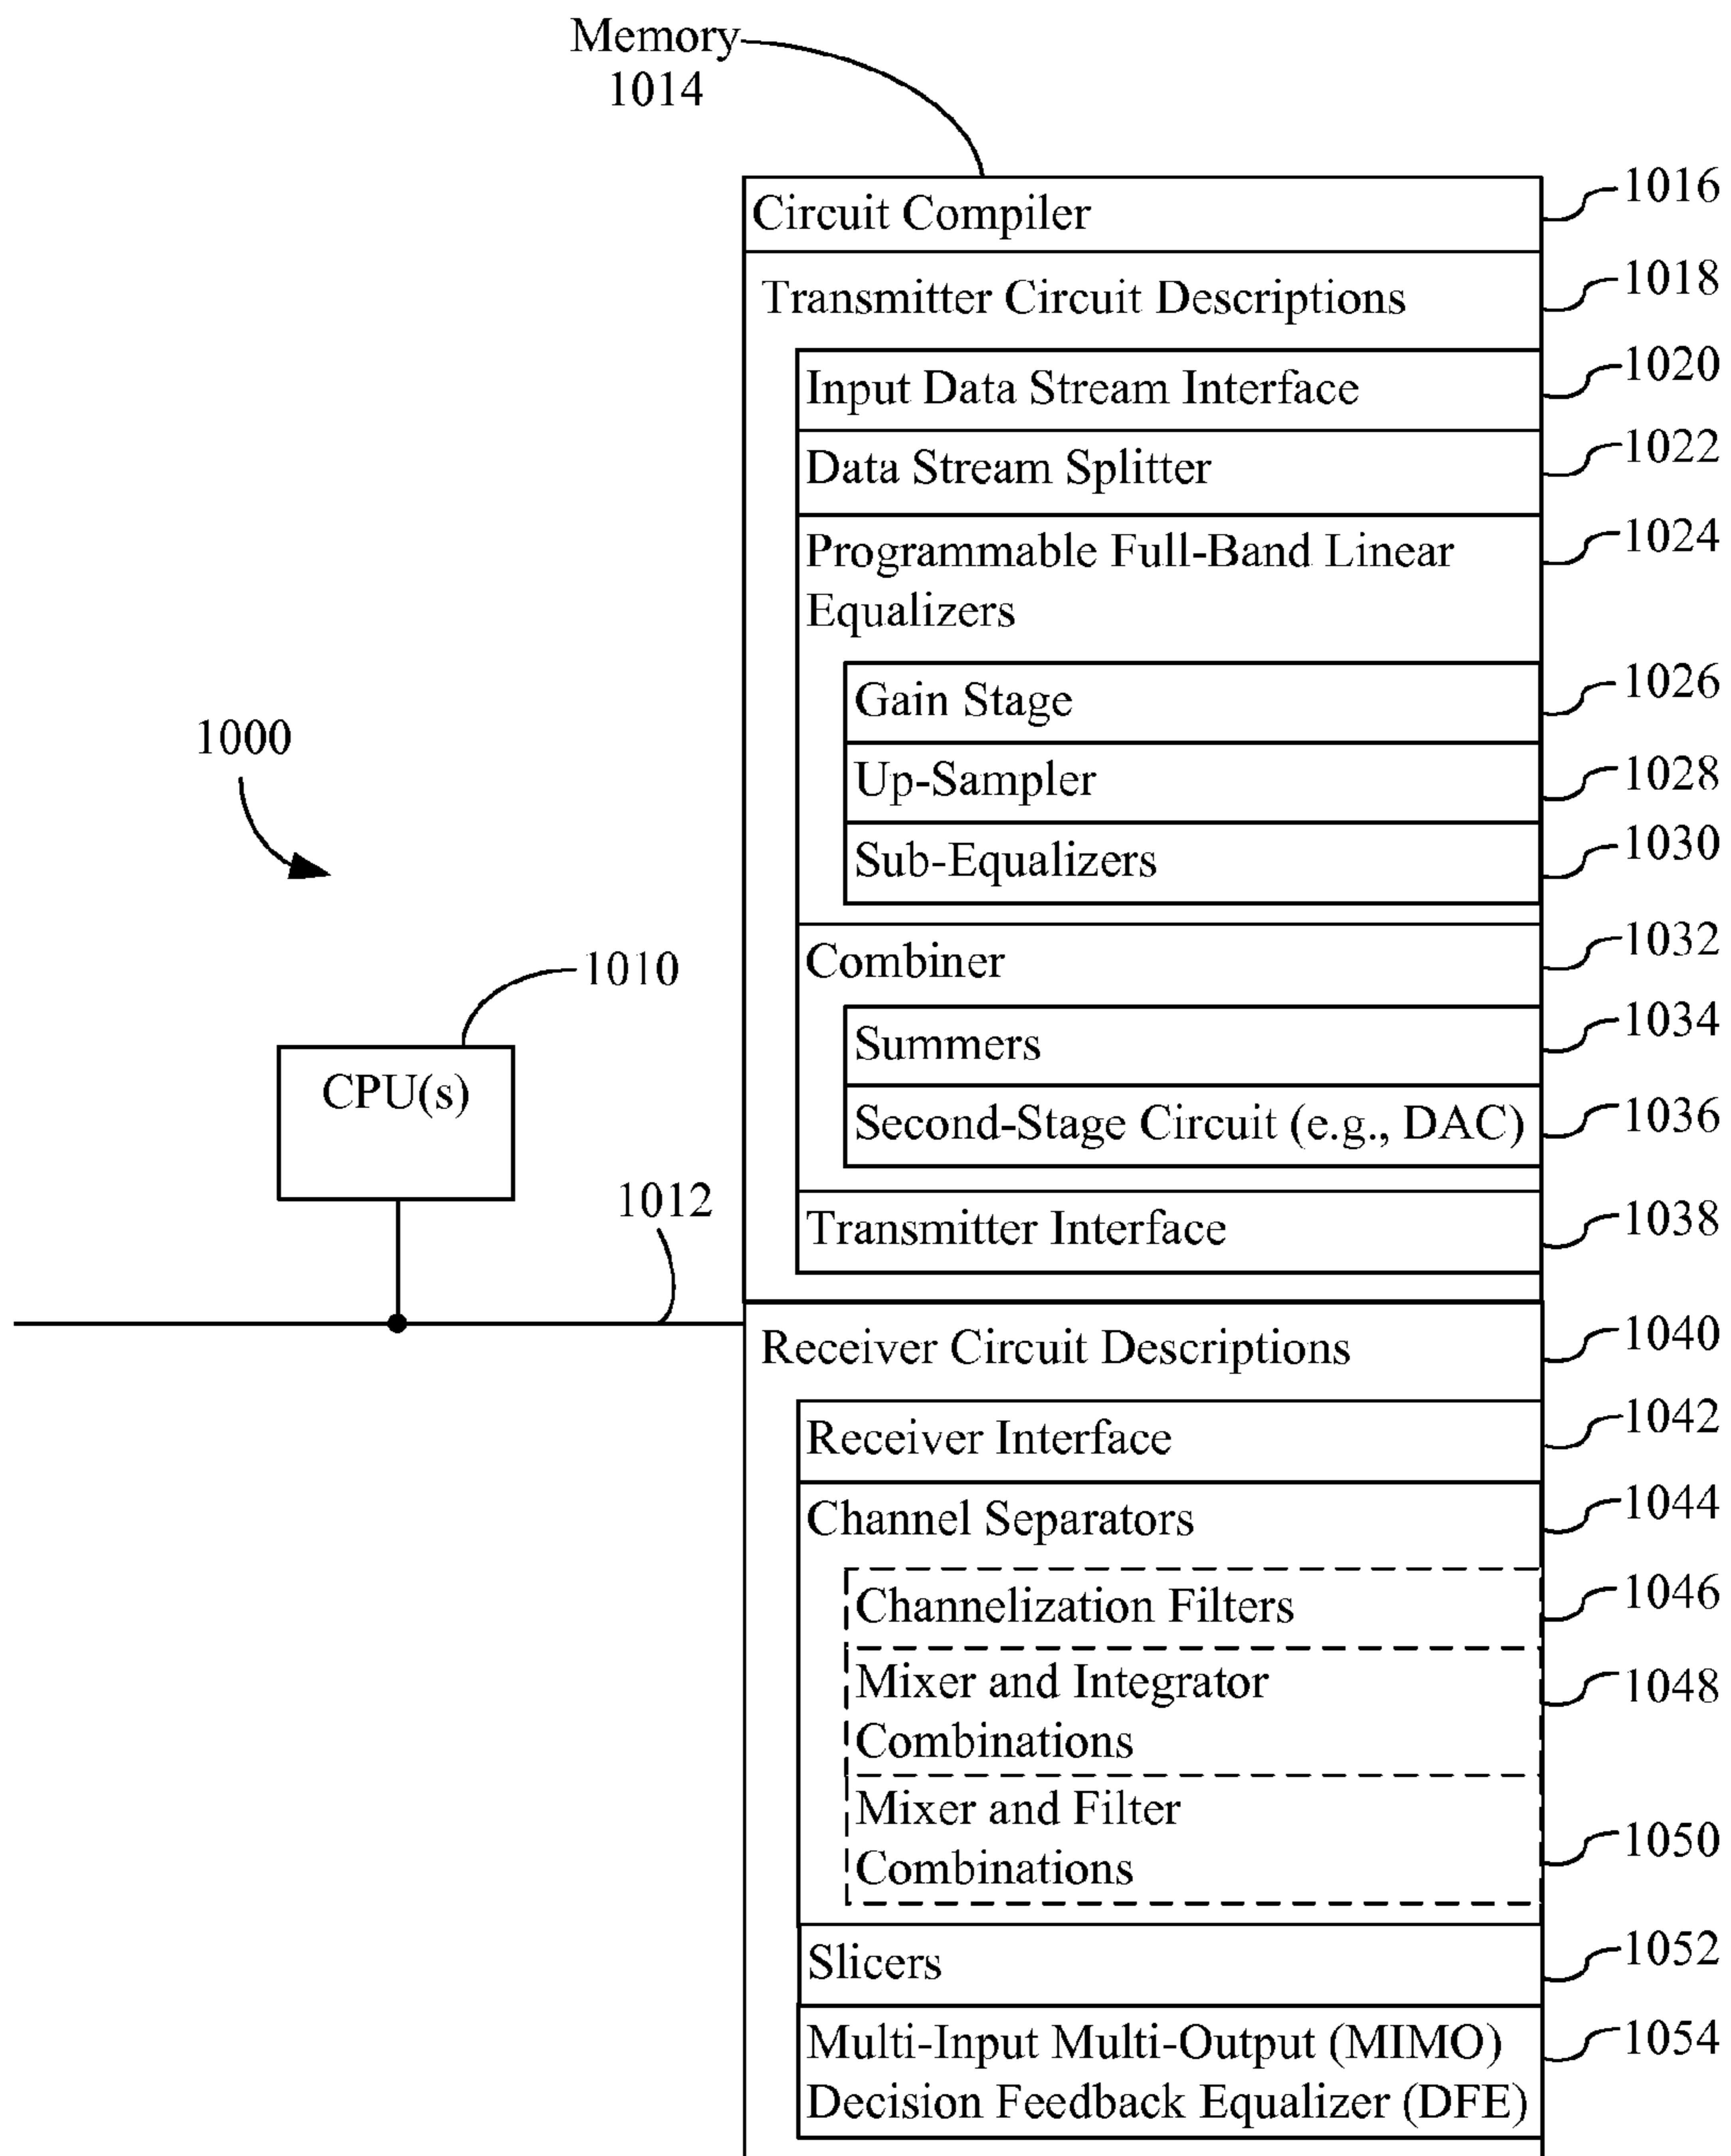 Memory
1014
Circuit Compiler
1016
Transmitter Circuit Descriptions
1018
Input Data Stream Interface
1020
Data Stream Splitter
1022
Programmable Full-Band Linear
Equalizers
1024
Gain Stage
1026
1000
Up-Sampler
1028
Sub-Equalizers
1030
Combiner
1032
1010
Summers
1034
CPU(s)
Second-Stage Circuit (e.g., DAC)
1036
1012
Transmitter Interface
1038
Receiver Circuit Descriptions
1040
Receiver Interface
1042
Channel Separators
1044
Channelization Filters
1046
Mixer and Integrator
Combinations
1048
Mixer and Filter
Combinations
1050
Slicers
1052
Multi-Input Multi-Output (MIMO)
Decision Feedback Equalizer (DFE)
1054